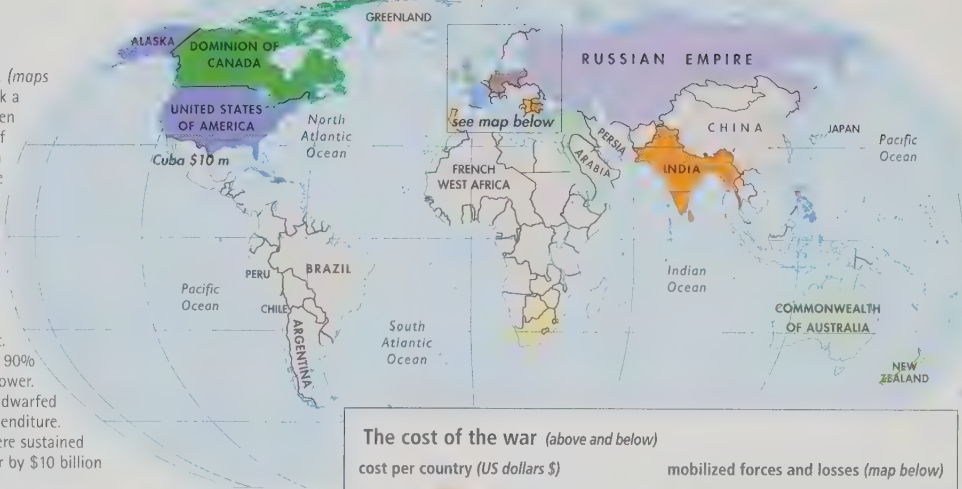 GREENLAND
ALASKA
DOMINION OF
CANADA
RUSSIAN EMPIRE
UNITED STATES
OF AMERICA
North
Atlantic
Ocean
see map below
CHINA
JAPAN
Pacific
Ocean
PERSIA
ARABIA
INDIA
Cuba $10 m
FRENCH
WEST AFRICA
PERU
BRAZIL
Pacific
Ocean
CHILE
ARGENTINA
South
Atlantic
Ocean
Indian
Ocean
COMMONWEALTH
OF AUSTRALIA
NEW
ZEALAND
(maps
k a
en
f
e
90%
ower.
dwarfed
enditure.
ere sustained
r by $10 billion
The cost of the war (above and below)
cost per country (US dollars $)
mobilized forces and losses (map below)